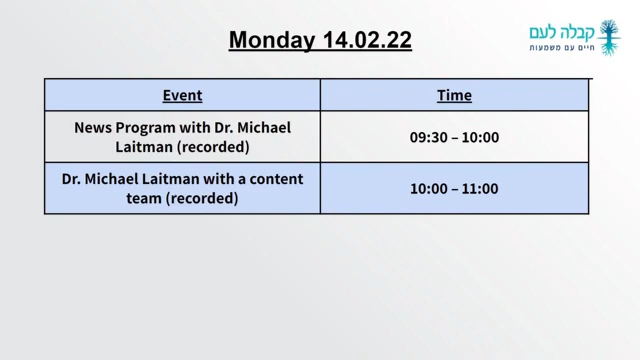 Monday 14.02.22
קבלה לעם
חיים עם משמעות
Event
Time
News Program with Dr. Michael
Laitman (recorded)
09:30 – 10:00
Dr. Michael Laitman with a content
team (recorded)
10:00 – 11:00